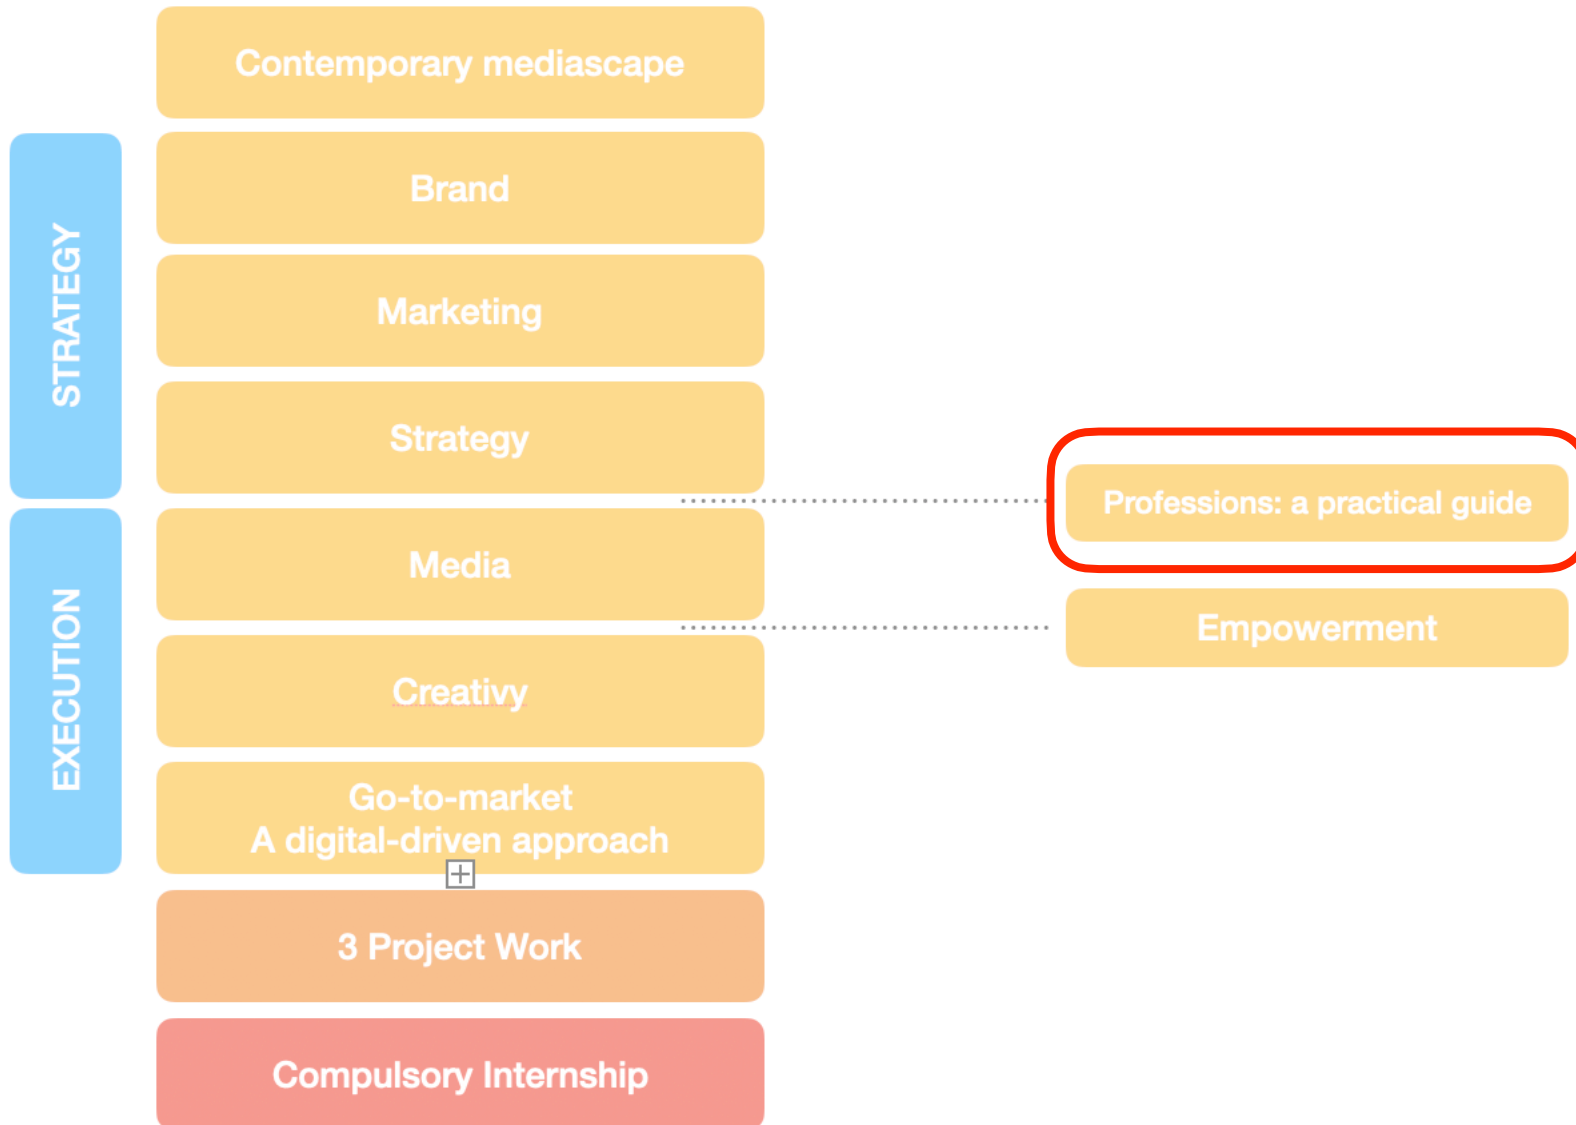 Contemporary mediascape
STRATEGY
Brand
Marketing
Strategy
Professions: a practical guide
EXECUTION
Media
Empowerment
Creativy
Go-to-market
A digital-driven approach
3 Project Work
Compulsory Internship